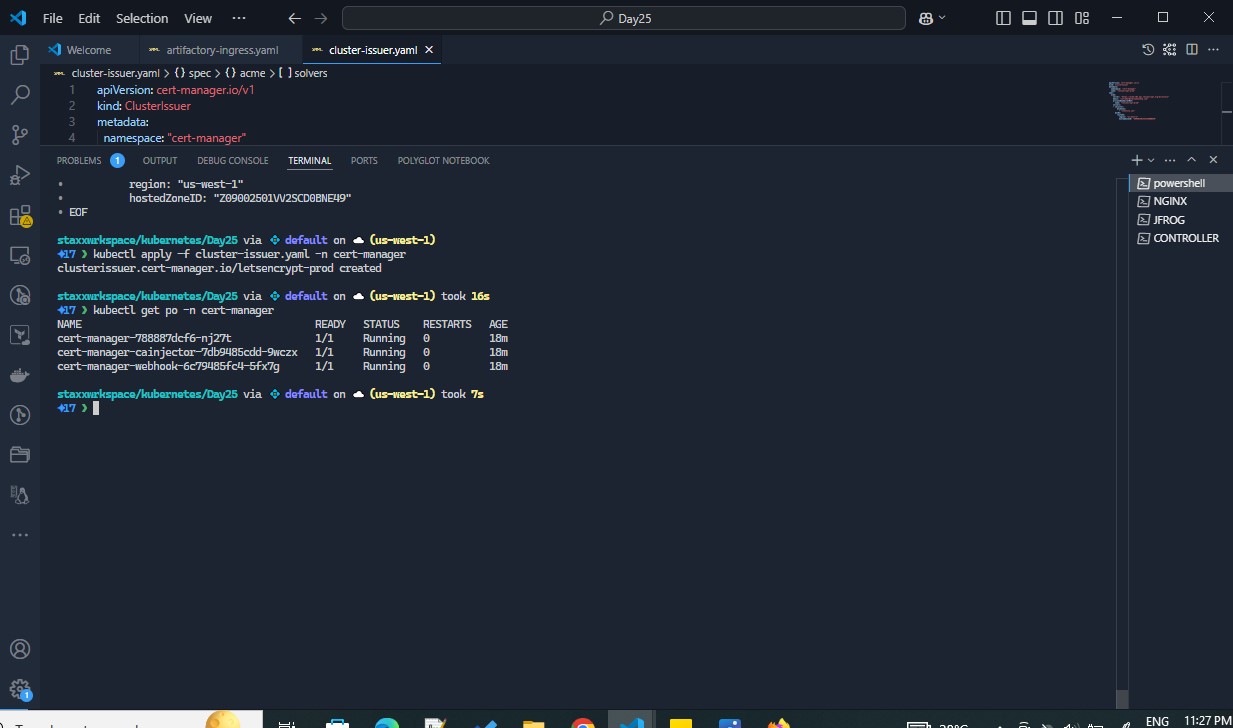 File Edit Selection View ··· Day25
Welcome artifactory-ingress.yaml cluster-issuer.yaml
cluster-issuer.yaml > {} spec > {} acme > [ ] solvers
1 apiVersion: cert-manager.io/v1
2 kind: ClusterIssuer
3 metadata:
4 namespace: "cert-manager"
PROBLEMS 1 OUTPUT DEBUG CONSOLE TERMINAL PORTS POLYGLOT NOTEBOOK
powershell
NGINX
JFROG
CONTROLLER
region: "us-west-1"
hostedZoneID: "Z09002501VV2SCD0BNE49"
EOF
staxxwrkspace/kubernetes/Day25 via default on (us-west-1)
17 ❯ kubectl apply -f cluster-issuer.yaml -n cert-manager
clusterissuer.cert-manager.io/letsencrypt-prod created
staxxwrkspace/kubernetes/Day25 via default on (us-west-1) took 16s
17 ❯ kubectl get po -n cert-manager
NAME READY STATUS RESTARTS AGE
cert-manager-788887dcf6-nj27t 1/1 Running 0 18m
cert-manager-cainjector-7db9485cdd-9wczx 1/1 Running 0 18m
cert-manager-webhook-6c79485fc4-5fx7g 1/1 Running 0 18m
staxxwrkspace/kubernetes/Day25 via default on (us-west-1) took 7s
17 ❯
1
ENG 11:27 PM